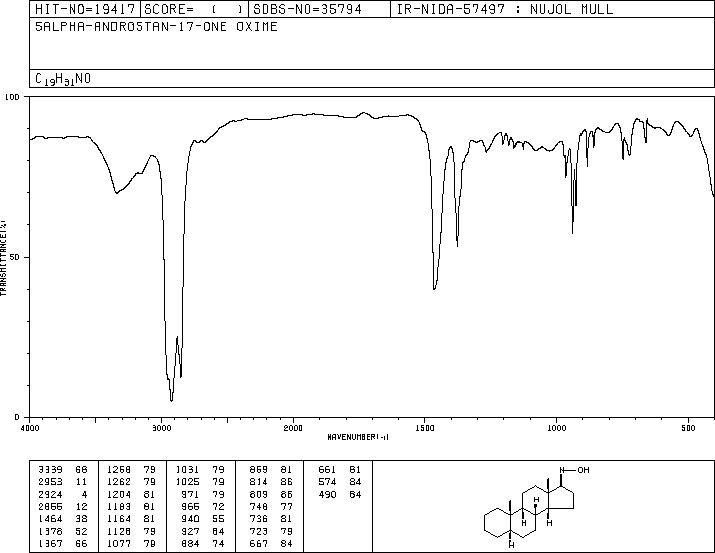 HIT-NO=19417 SCORE= ( ) SDBS-NO=35794 IR-NIDA-57497 : NUJOL MULL
5ALPHA-ANDROSTAN-17-ONE OXIME
C19H31NO
100
50
0
TRANSMITTANCE(%)
4000 3000 2000 1500 1000 500
WAVENUMBER(-1)
3339 68 1268 79 1031 79 869 81 661 81
2953 11 1262 79 1025 79 814 86 574 84
2924 4 1204 81 971 79 809 86 490 84
2855 12 1183 81 966 72 748 77
1464 38 1164 81 940 55 736 81
1378 52 1128 79 927 64 723 79
1367 66 1077 79 884 74 667 84
N OH
H
H H
H